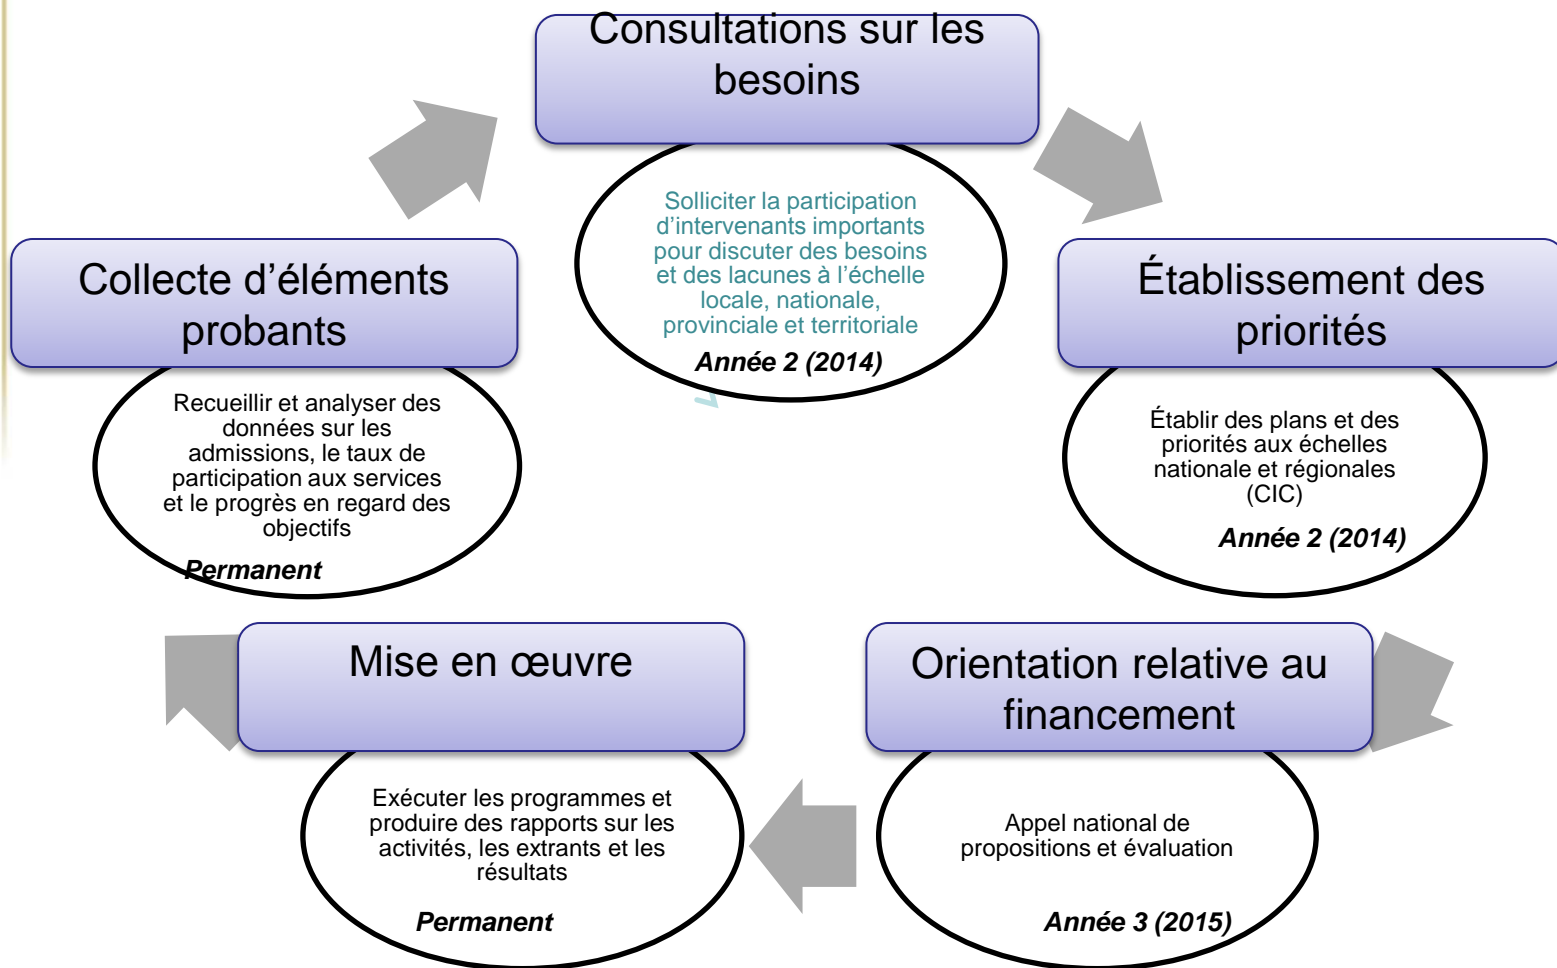 Consultations sur les
besoins
Solliciter la participation
d’intervenants importants
pour discuter des besoins
et des lacunes à l’échelle
locale, nationale,
provinciale et territoriale
Année 2 (2014)
Établissement des
priorités
Établir des plans et des
priorités aux échelles
nationale et régionales
(CIC)
Année 2 (2014)
Orientation relative au
financement
Appel national de
propositions et évaluation
Année 3 (2015)
Mise en œuvre
Exécuter les programmes et
produire des rapports sur les
activités, les extrants et les
résultats
Permanent
Collecte d’éléments
probants
Recueillir et analyser des
données sur les
admissions, le taux de
participation aux services
et le progrès en regard des
objectifs
Permanent